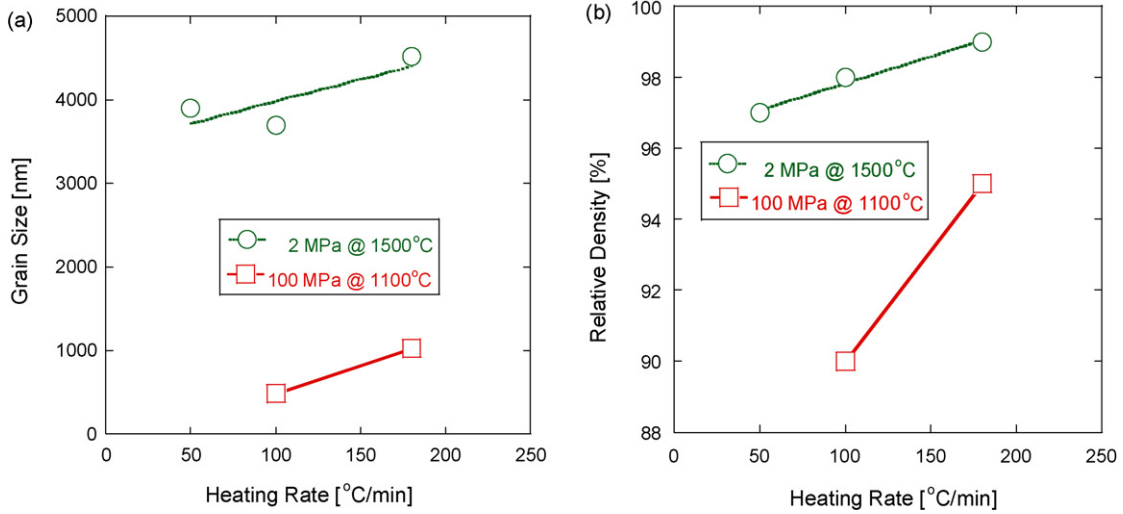 (a)
5000
4000
3000
2000
1000
0
Grain Size [nm]
2 MPa @ 1500°C
100 MPa @ 1100°C
0 50 100 150 200 250
Heating Rate [°C/min]
(b)
100
98
96
94
92
90
88
Relative Density [%]
2 MPa @ 1500°C
100 MPa @ 1100°C
0 50 100 150 200 250
Heating Rate [°C/min]